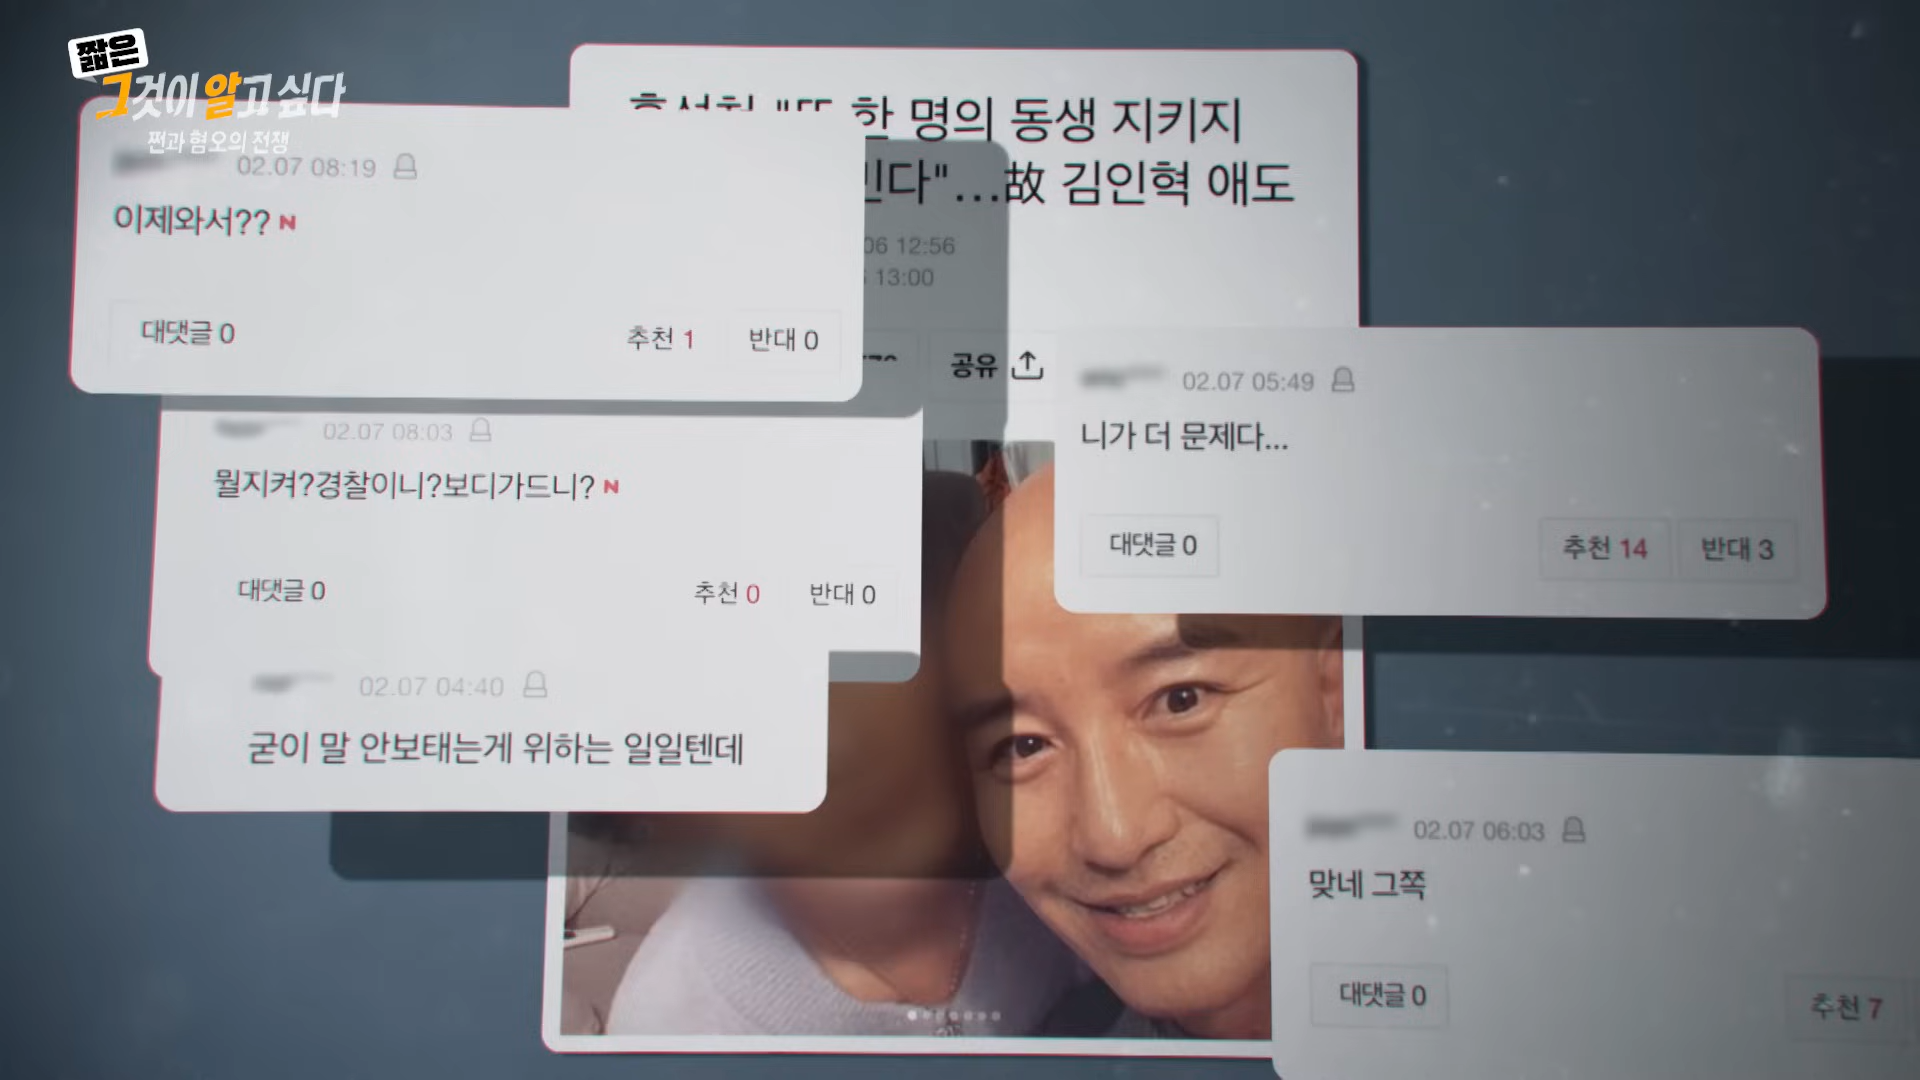 짧은
그것이 알고 싶다
쩐과 혐오의 전쟁
한 명의 동생 지키지
민다"...故 김인혁 애도
06 12:56
13:00
공유
02.07 08:19
이제와서?? N
대댓글 0
추천 1
반대 0
02.07 08:03
뭘지켜?경찰이니?보디가드니? N
대댓글 0
추천 0
반대 0
02.07 04:40
굳이 말 안보태는게 위하는 일일텐데
02.07 05:49
니가 더 문제다...
대댓글 0
추천 14
반대 3
02.07 06:03
맞네 그쪽
대댓글 0
추천 7